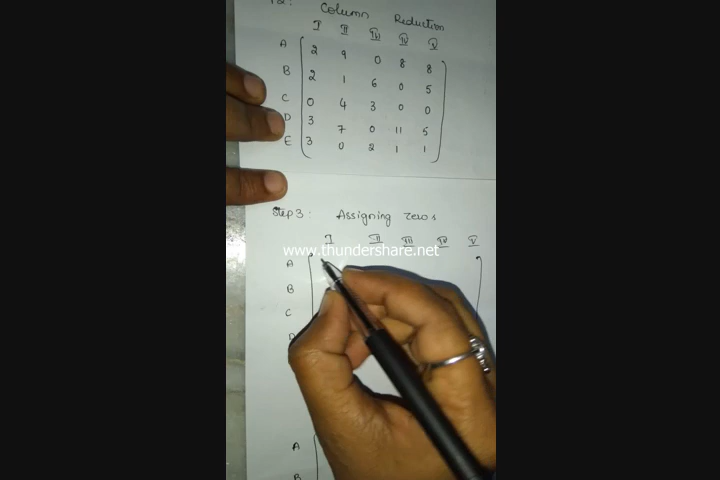 2: Column Reduction
I II III IV V
A 2 9 0 8 8
B 2 1 6 0 5
C 0 4 3 0 0
D 3 7 0 11 5
E 3 0 2 1 1
Step 3: Assigning zeros
I II III IV V
www.thundershare.net
A
B
C
D
A
B